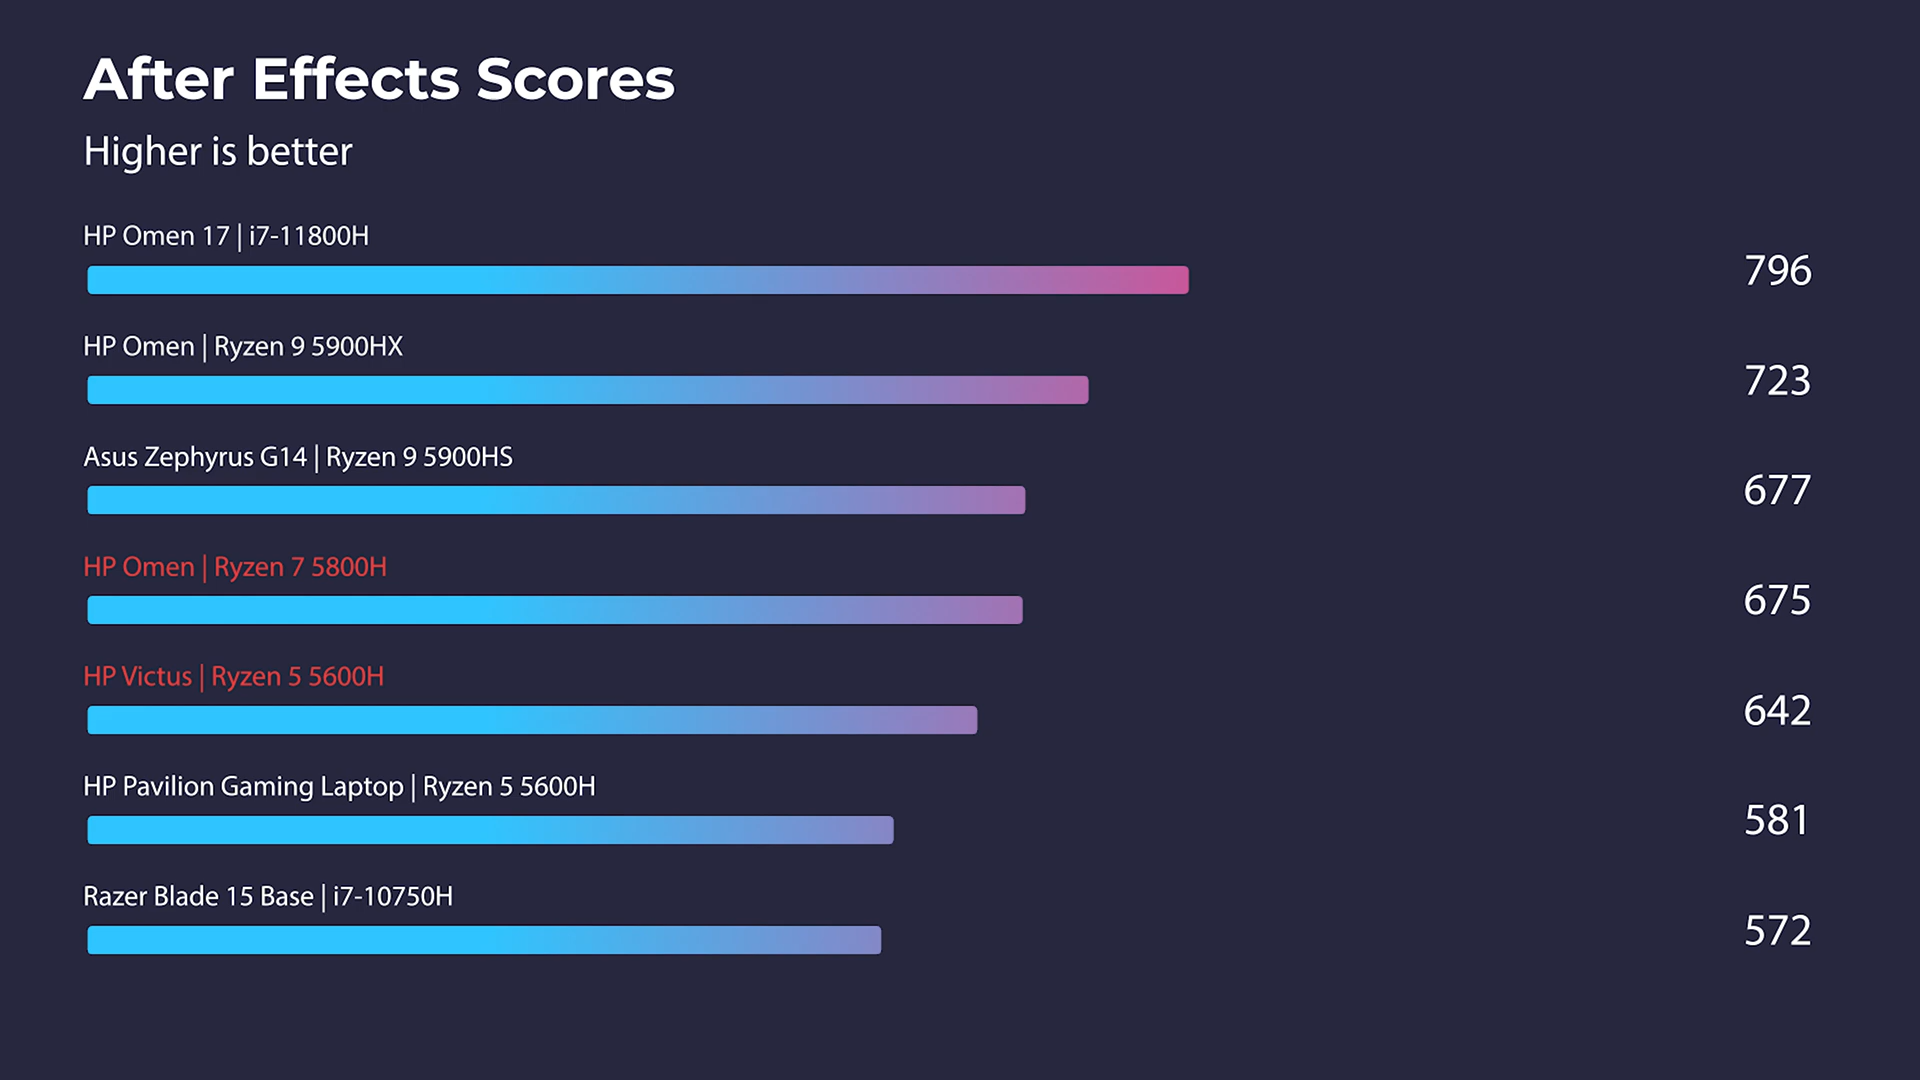 After Effects Scores
Higher is better
HP Omen 17 | i7-11800H
796
HP Omen | Ryzen 9 5900HX
723
Asus Zephyrus G14 | Ryzen 9 5900HS
677
HP Omen | Ryzen 7 5800H
675
HP Victus | Ryzen 5 5600H
642
HP Pavilion Gaming Laptop | Ryzen 5 5600H
581
Razer Blade 15 Base | i7-10750H
572